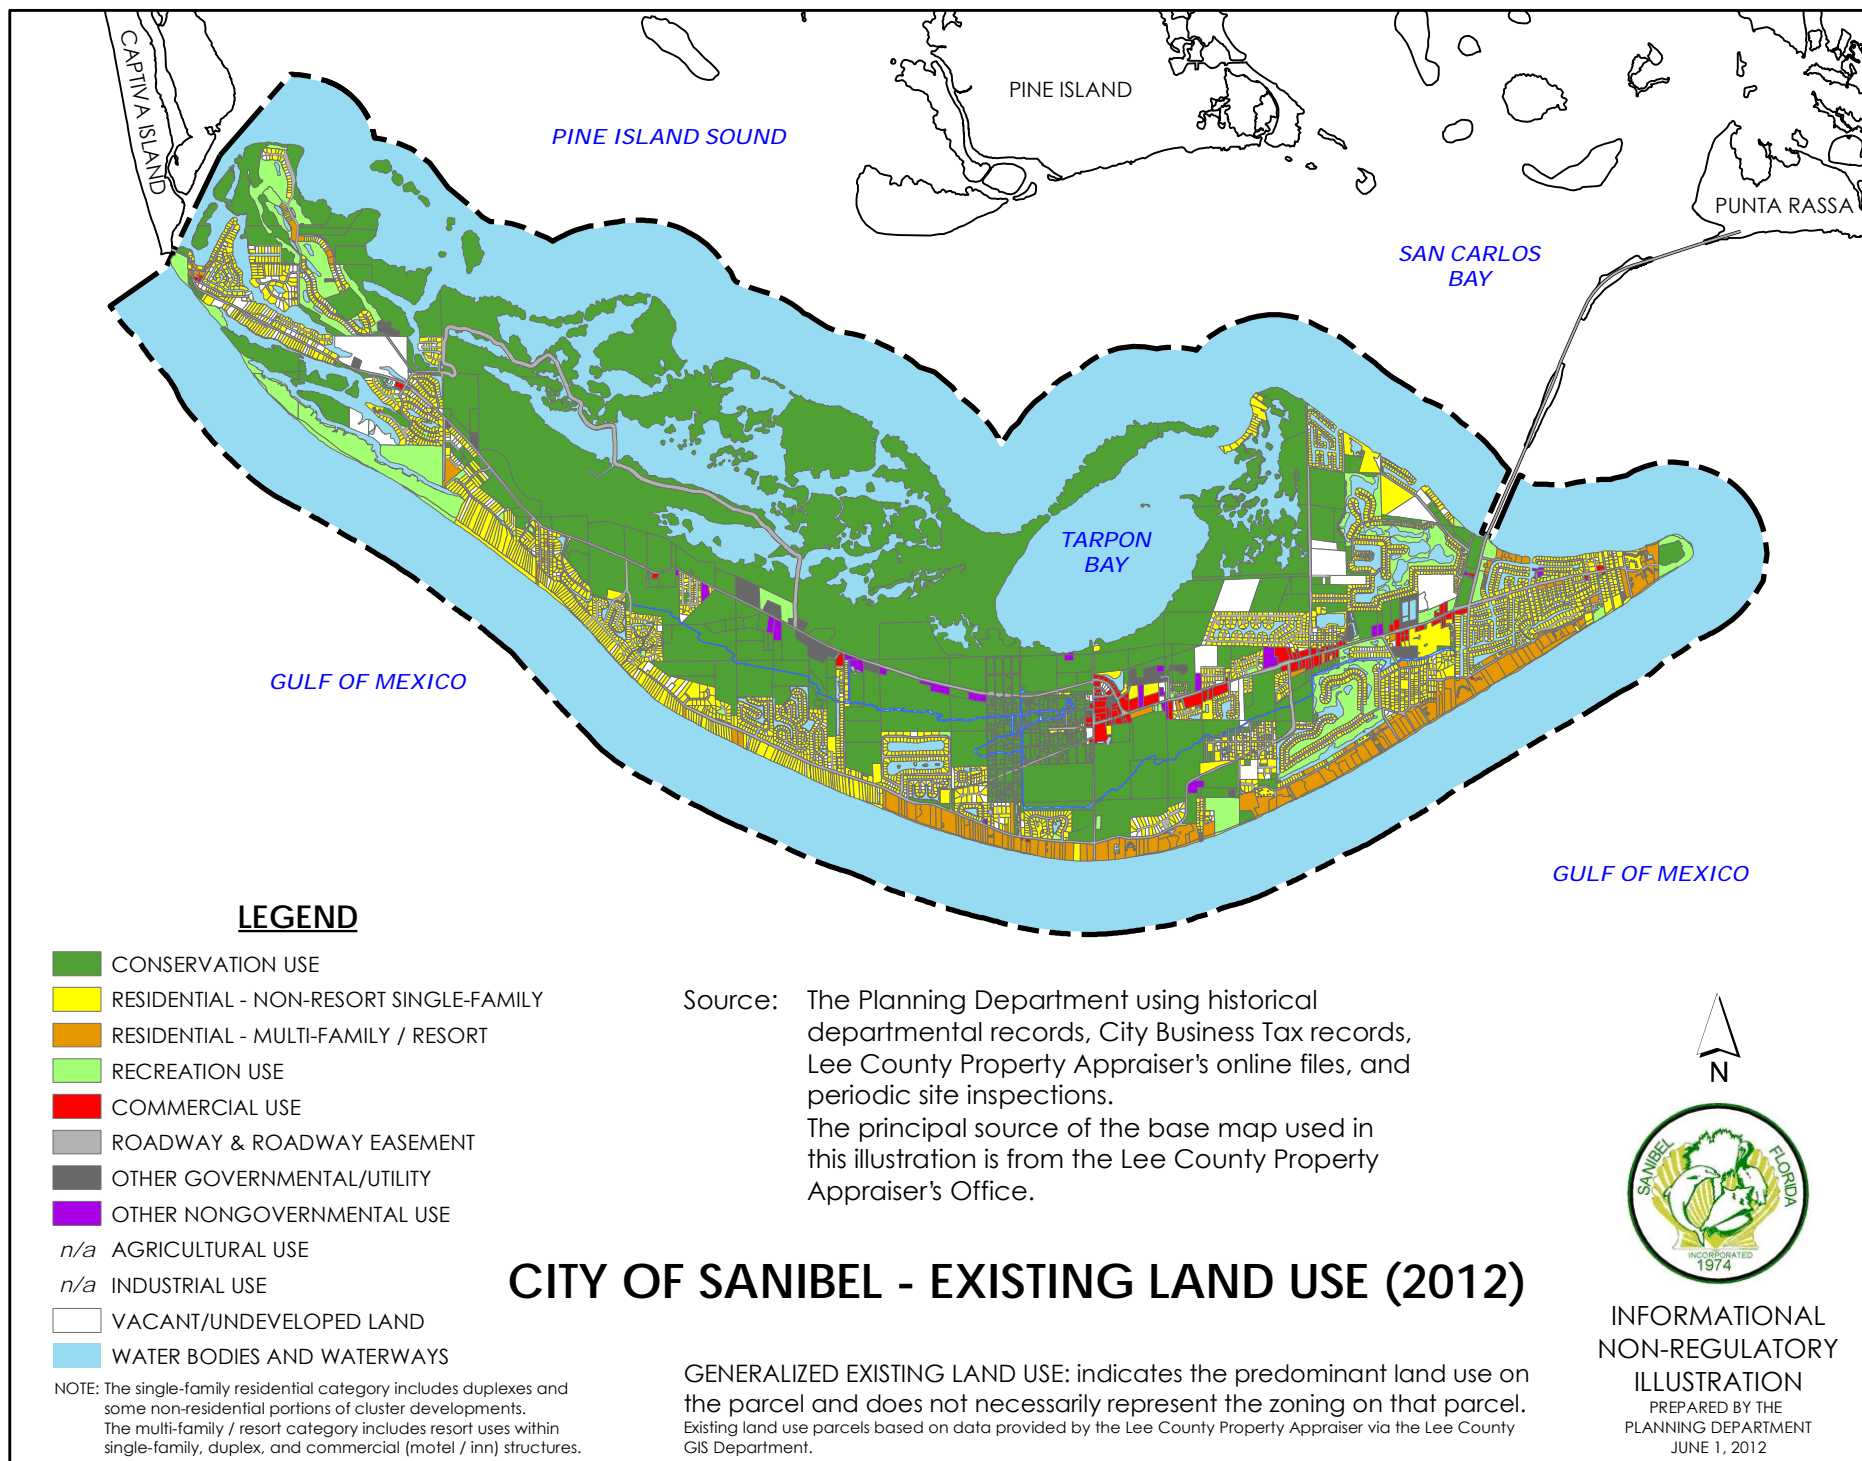 CAPTIVA ISLAND
PINE ISLAND SOUND
PINE ISLAND
PUNTA RASSA
SAN CARLOS
BAY
TARPON
BAY
GULF OF MEXICO
GULF OF MEXICO
LEGEND
CONSERVATION USE
RESIDENTIAL - NON-RESORT SINGLE-FAMILY
RESIDENTIAL - MULTI-FAMILY / RESORT
RECREATION USE
COMMERCIAL USE
ROADWAY & ROADWAY EASEMENT
OTHER GOVERNMENTAL/UTILITY
OTHER NONGOVERNMENTAL USE
n/a AGRICULTURAL USE
n/a INDUSTRIAL USE
VACANT/UNDEVELOPED LAND
WATER BODIES AND WATERWAYS
NOTE: The single-family residential category includes duplexes and
some non-residential portions of cluster developments.
The multi-family / resort category includes resort uses within
single-family, duplex, and commercial (motel / inn) structures.
Source: The Planning Department using historical
departmental records, City Business Tax records,
Lee County Property Appraiser's online files, and
periodic site inspections.
The principal source of the base map used in
this illustration is from the Lee County Property
Appraiser's Office.
CITY OF SANIBEL - EXISTING LAND USE (2012)
GENERALIZED EXISTING LAND USE: indicates the predominant land use on
the parcel and does not necessarily represent the zoning on that parcel.
Existing land use parcels based on data provided by the Lee County Property Appraiser via the Lee County
GIS Department.
N
SANIBEL FLORIDA
INCORPORATED
1974
INFORMATIONAL
NON-REGULATORY
ILLUSTRATION
PREPARED BY THE
PLANNING DEPARTMENT
JUNE 1, 2012